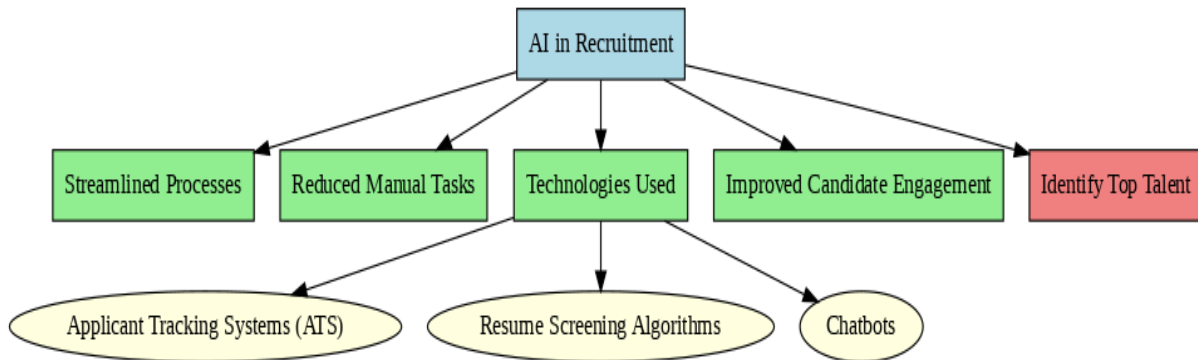 AI in Recruitment
Streamlined Processes
Reduced Manual Tasks
Technologies Used
Improved Candidate Engagement
Identify Top Talent
Applicant Tracking Systems (ATS)
Resume Screening Algorithms
Chatbots